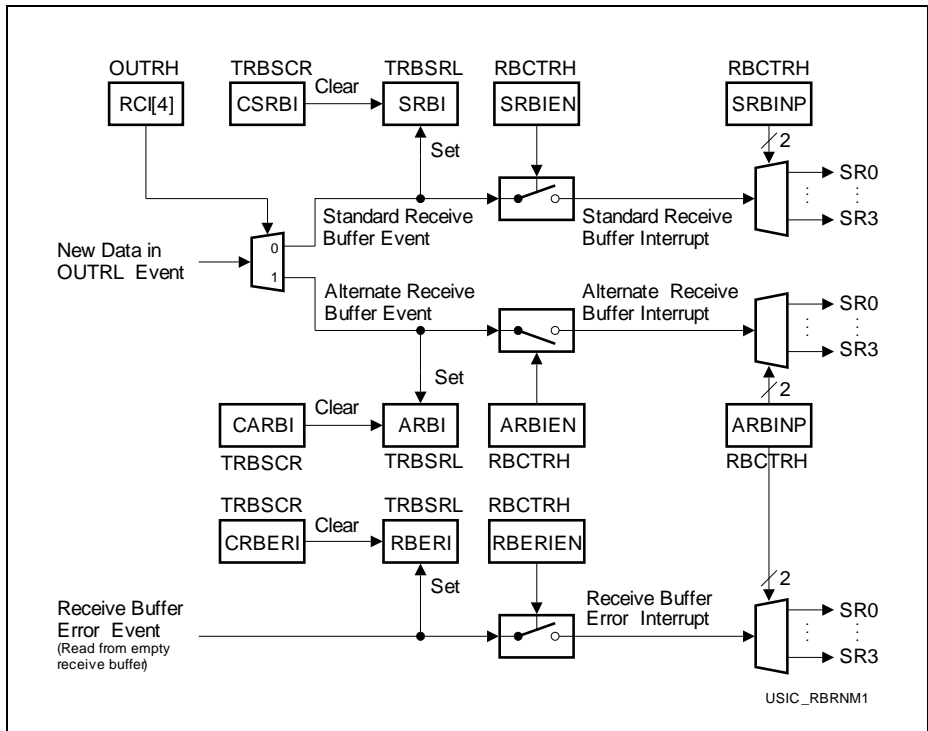 OUTRH
TRBSCR
TRBSRL
RBCTRH
RBCTRH
RCI[4]
CSRBI
Clear
SRBI
SRBIEN
SRBINP
Set
2
SR0
SR3
Standard Receive
Buffer Event
Standard Receive
Buffer Interrupt
New Data in
OUTRL Event
0
1
Alternate Receive
Buffer Event
Alternate Receive
Buffer Interrupt
SR0
SR3
Set
2
CARBI
Clear
ARBI
ARBIEN
ARBINP
TRBSCR
TRBSRL
RBCTRH
RBCTRH
TRBSCR
TRBSRL
RBCTRH
CRBERI
Clear
RBERI
RBERIEN
Set
2
Receive Buffer
Error Event
(Read from empty
receive buffer)
Receive Buffer
Error Interrupt
SR0
SR3
USIC_RBRNM1